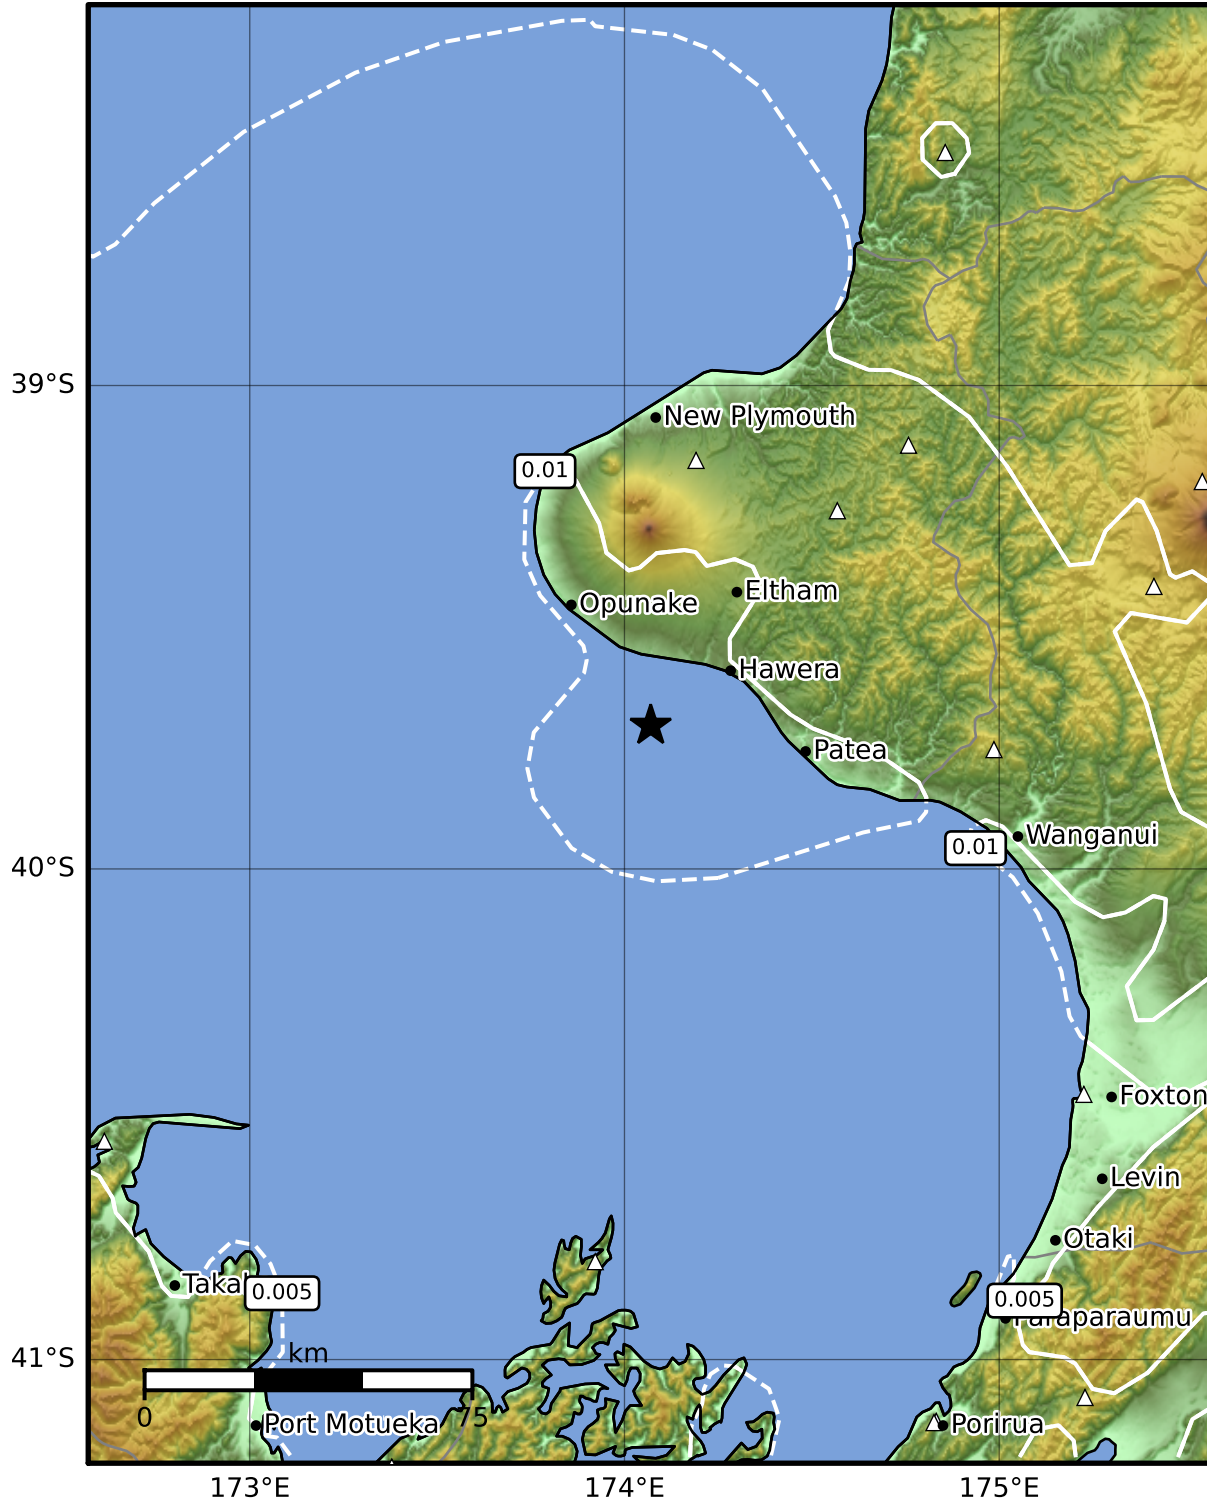 39°S
New Plymouth
0.01
Eltham
Opunake
Hawera
Patea
Wanganui
0.01
40°S
Foxton
Levin
Otaki
0.005
0.005
Paraparaumu
41°S
km
0
75
Port Motueka
Porirua
173°E
174°E
175°E